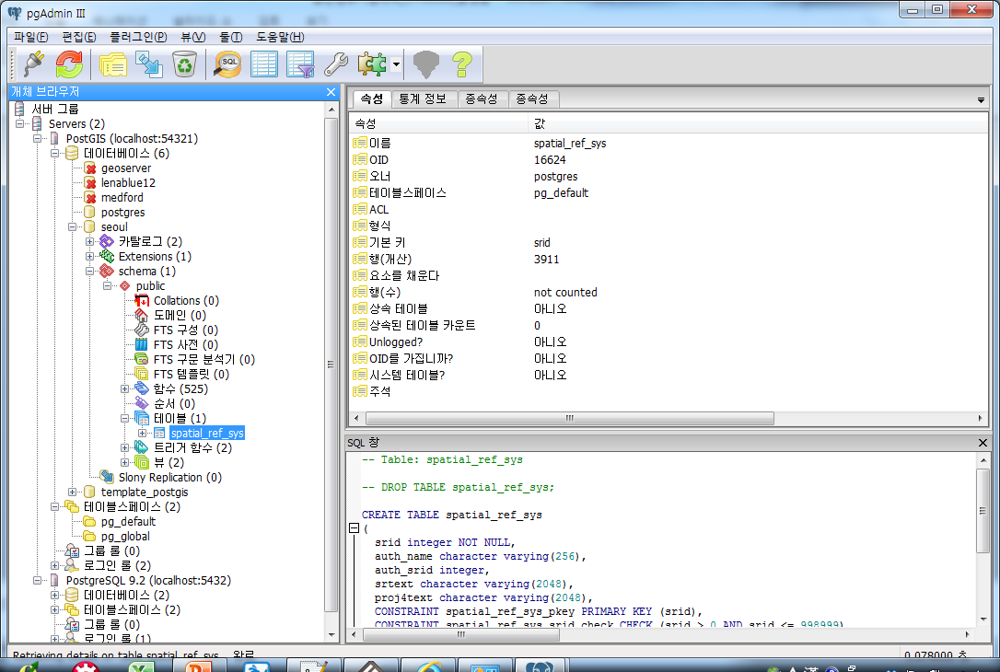 pgAdmin III
파일(F) 편집(E) 플러그인(P) 뷰(V) 툴(T) 도움말(H)
SQL
개체 브라우저
서버 그룹
Servers (2)
PostGIS (localhost:54321)
데이터베이스 (6)
geoserver
lenablue12
medford
postgres
seoul
카탈로그 (2)
Extensions (1)
schema (1)
public
Collations (0)
도메인 (0)
FTS 구성 (0)
FTS 사전 (0)
FTS 구문 분석기 (0)
FTS 템플릿 (0)
함수 (525)
순서 (0)
테이블 (1)
spatial_ref_sys
트리거 함수 (2)
뷰 (2)
Slony Replication (0)
template_postgis
테이블스페이스 (2)
pg_default
pg_global
그룹 롤 (0)
로그인 롤 (2)
PostgreSQL 9.2 (localhost:5432)
데이터베이스 (2)
테이블스페이스 (2)
그룹 롤 (0)
로그인 롤 (1)
속성 통계 정보 종속성 종속성
속성 값
이름 spatial_ref_sys
OID 16624
오너 postgres
테이블스페이스 pg_default
ACL
형식
기본 키 srid
행(개산) 3911
요소를 채운다
행(수) not counted
상속 테이블 아니오
상속된 테이블 카운트 0
Unlogged? 아니오
OID를 가집니까? 아니오
시스템 테이블? 아니오
주석
SQL 창
-- Table: spatial_ref_sys
-- DROP TABLE spatial_ref_sys;
CREATE TABLE spatial_ref_sys
(
srid integer NOT NULL,
auth_name character varying(256),
auth_srid integer,
srtext character varying(2048),
proj4text character varying(2048),
CONSTRAINT spatial_ref_sys_pkey PRIMARY KEY (srid),
CONSTRAINT spatial_ref_sys_srid_check CHECK (srid > 0 AND srid <= 998999)
Retrieving details on table spatial_ref_sys... 완료. 0.078000 초